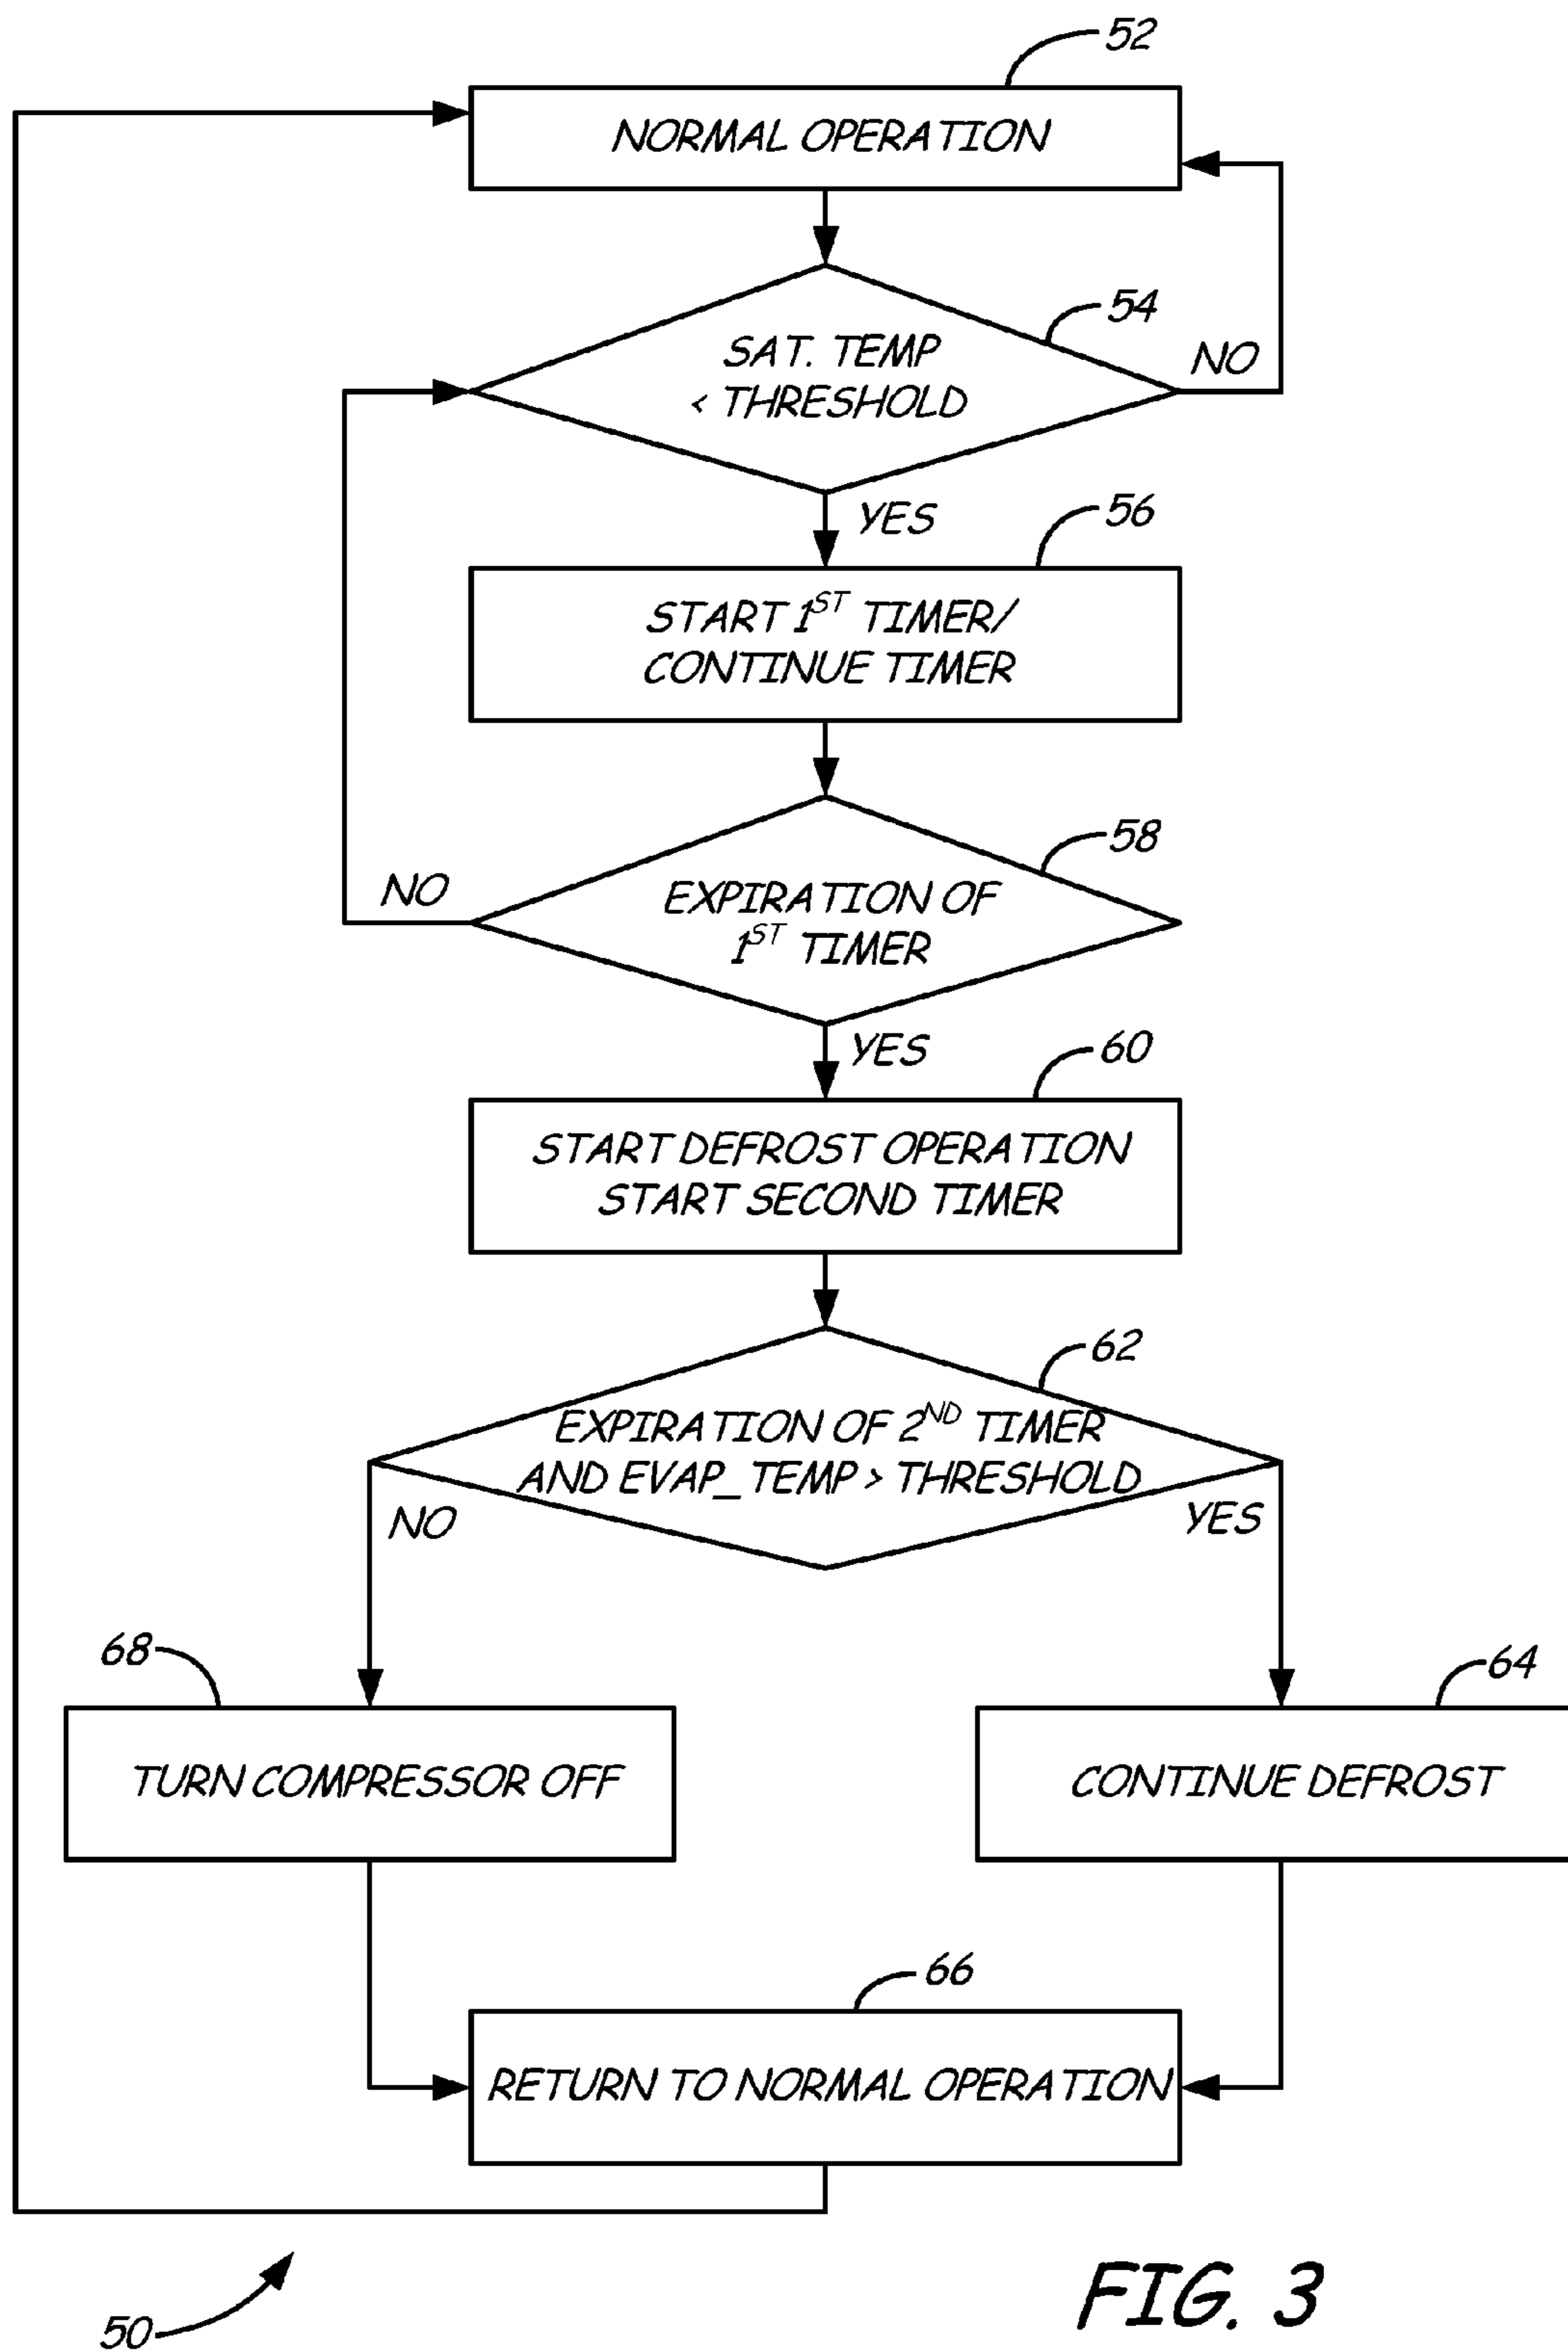 52
NORMAL OPERATION
54
SAT. TEMP
< THRESHOLD
NO
YES
56
START 1ST TIMER/
CONTINUE TIMER
58
NO
EXPIRATION OF
1ST TIMER
YES
60
START DEFROST OPERATION
START SECOND TIMER
62
EXPIRATION OF 2ND TIMER
AND EVAP_TEMP > THRESHOLD
NO
YES
68
64
TURN COMPRESSOR OFF
CONTINUE DEFROST
66
RETURN TO NORMAL OPERATION
50
FIG. 3